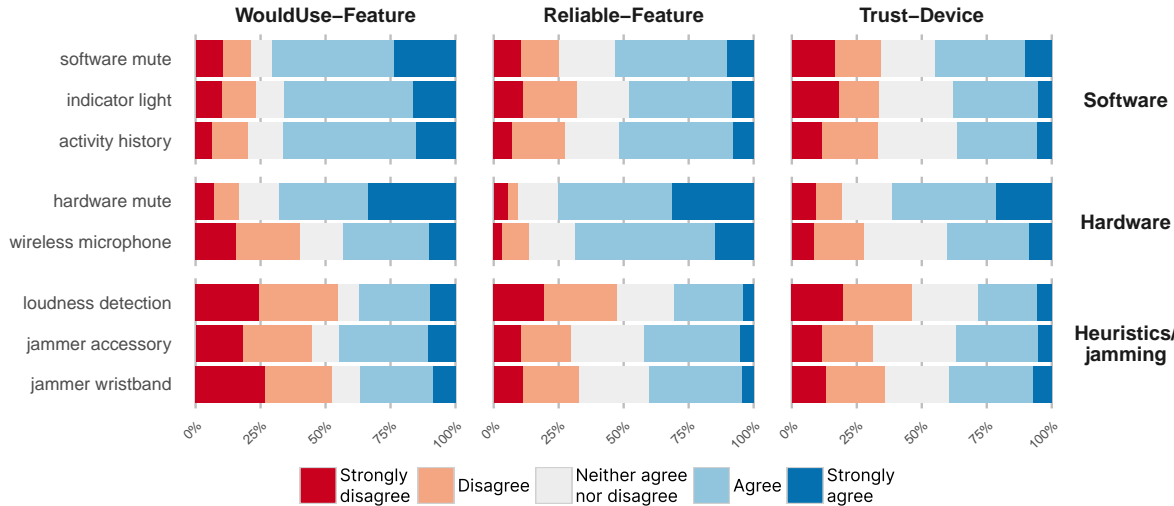 WouldUse–Feature Reliable–Feature Trust–Device
software mute
indicator light
activity history
Software
hardware mute
wireless microphone
Hardware
loudness detection
jammer accessory
jammer wristband
Heuristics/
jamming
0% 25% 50% 75% 100% 0% 25% 50% 75% 100% 0% 25% 50% 75% 100%
Strongly
disagree
Disagree
Neither agree
nor disagree
Agree
Strongly
agree